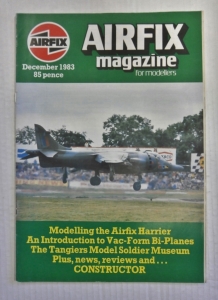 AIRFIX
AIRFIX
magazine
for modellers
December 1983
85 pence
Modelling the Airfix Harrier
An Introduction to Vac-Form Bi-Planes
The Tangiers Model Soldier Museum
Plus, news, reviews and...
CONSTRUCTOR